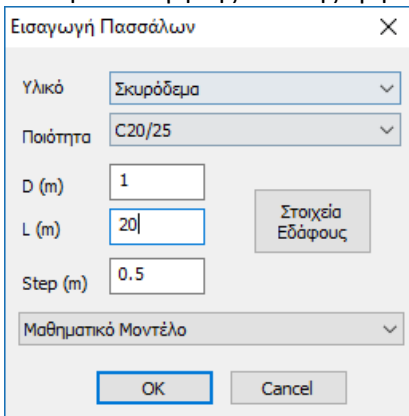 Εισαγωγή Πασσάλων
Υλικό Σκυρόδεμα
Ποιότητα C20/25
D (m) 1
L (m) 20
Στοιχεία
Εδάφους
Step (m) 0.5
Μαθηματικό Μοντέλο
OK Cancel